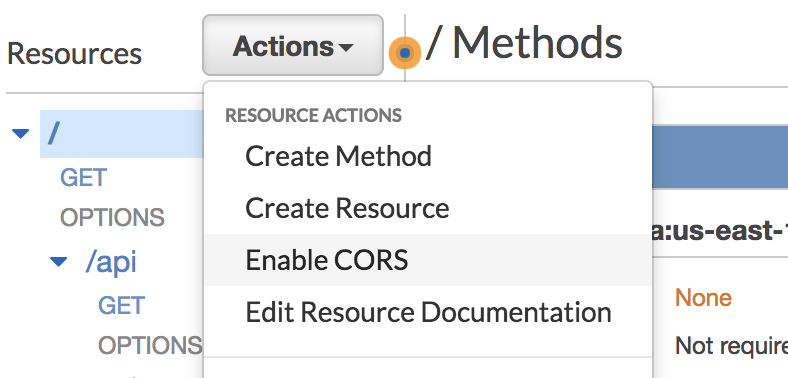 Resources
Actions
/ Methods
RESOURCE ACTIONS
/
Create Method
GET
Create Resource
OPTIONS
a:us-east-1
/api
Enable CORS
GET
None
Edit Resource Documentation
OPTIONS
Not require